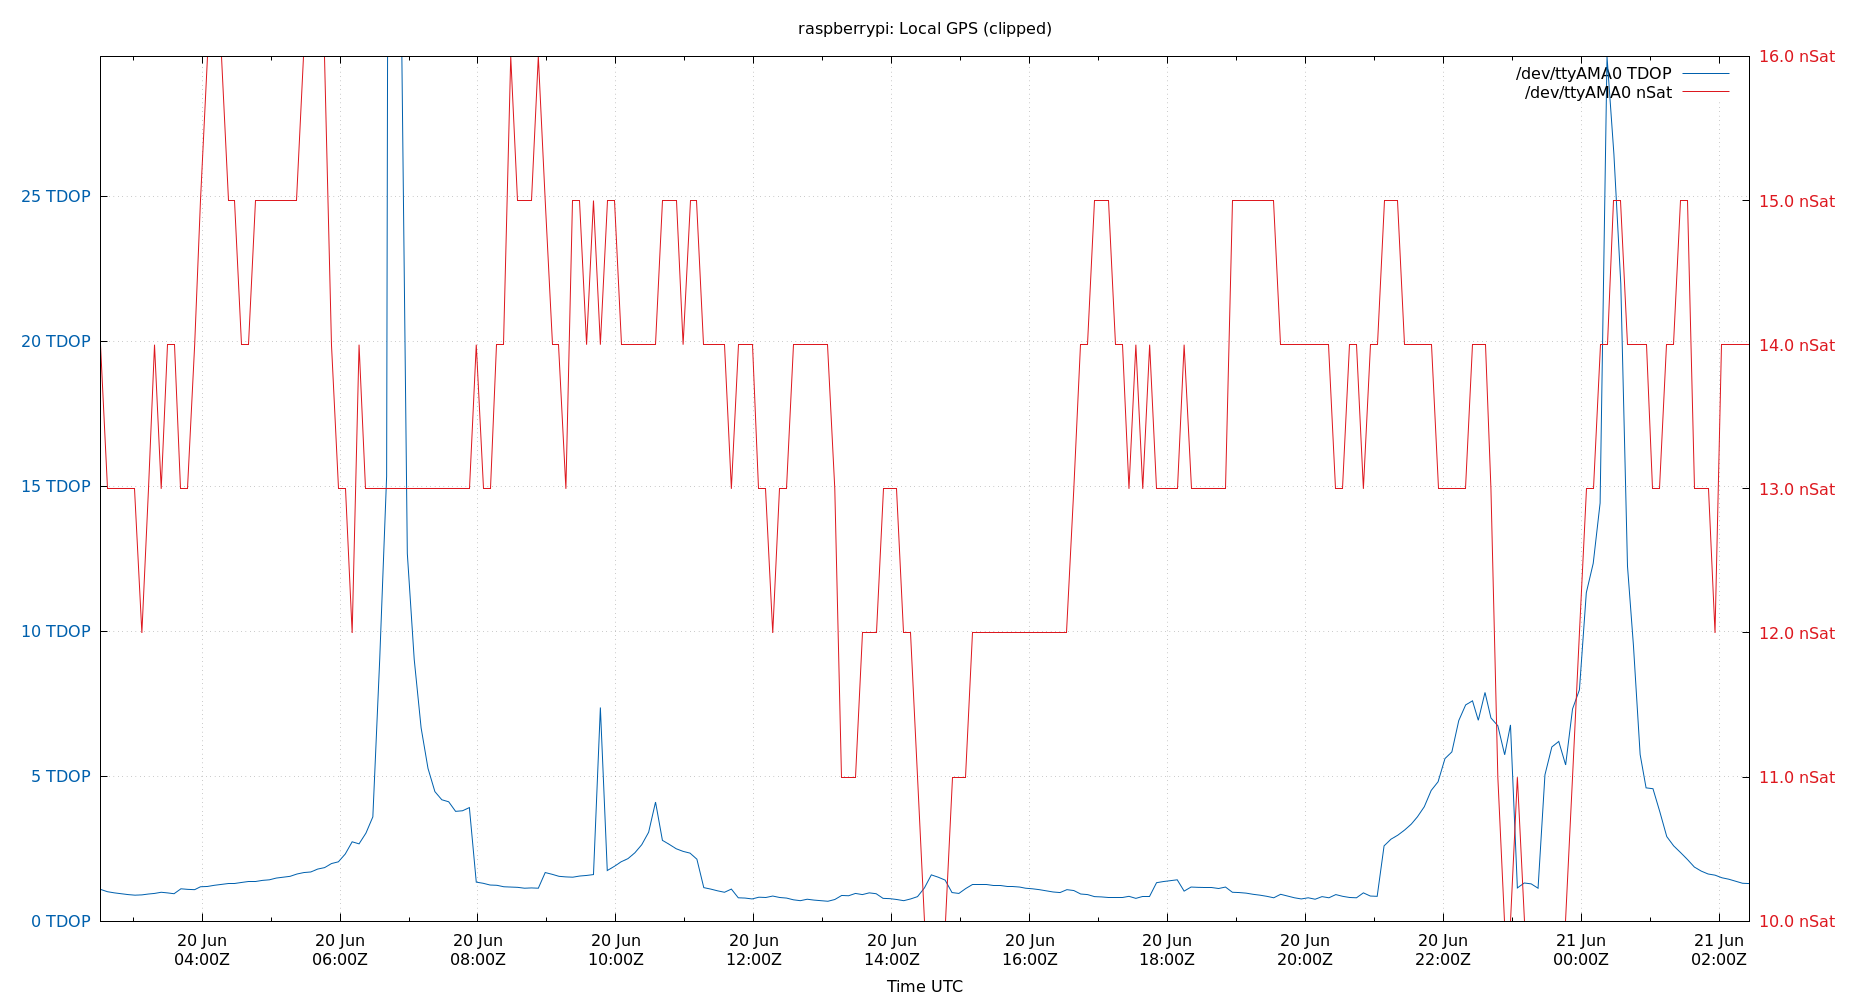 raspberrypi: Local GPS (clipped)
/dev/ttyAMA0 TDOP
/dev/ttyAMA0 nSat
25 TDOP
20 TDOP
15 TDOP
10 TDOP
5 TDOP
0 TDOP
16.0 nSat
15.0 nSat
14.0 nSat
13.0 nSat
12.0 nSat
11.0 nSat
10.0 nSat
20 Jun
04:00Z
20 Jun
06:00Z
20 Jun
08:00Z
20 Jun
10:00Z
20 Jun
12:00Z
20 Jun
14:00Z
20 Jun
16:00Z
20 Jun
18:00Z
20 Jun
20:00Z
20 Jun
22:00Z
21 Jun
00:00Z
21 Jun
02:00Z
Time UTC